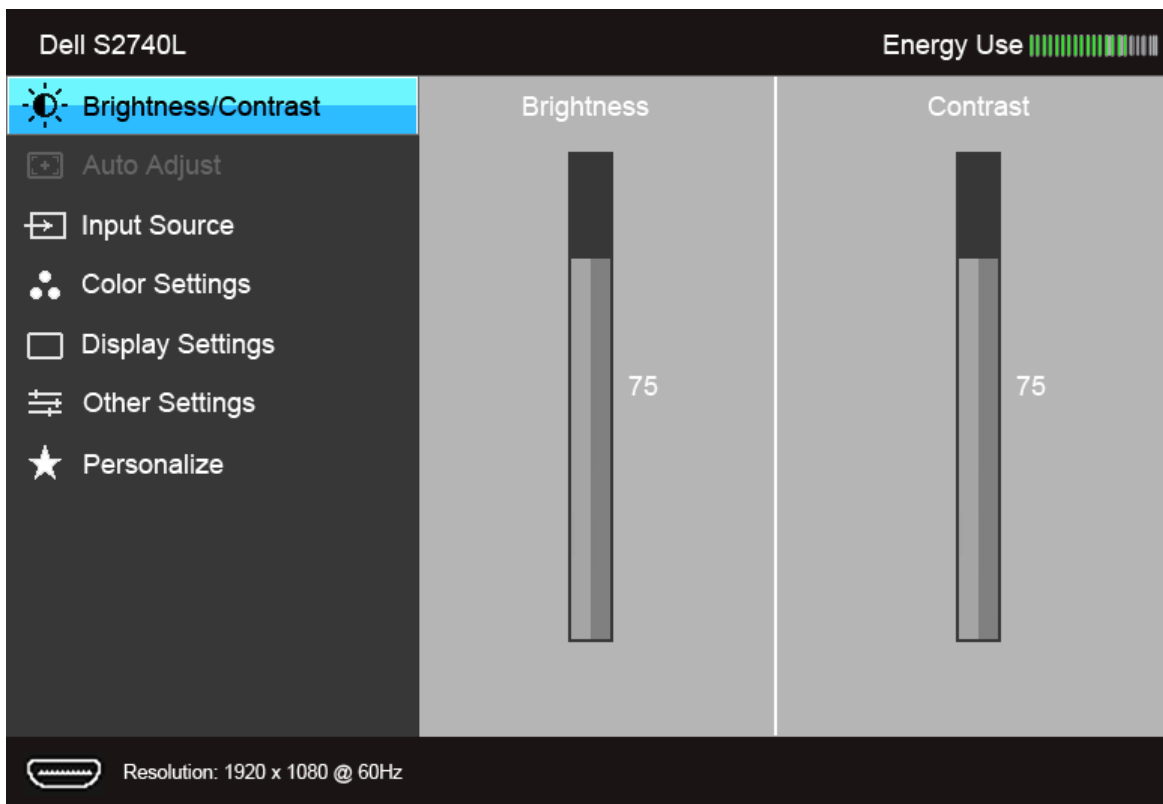 Dell S2740L
Energy Use
Brightness/Contrast
Auto Adjust
Input Source
Color Settings
Display Settings
Other Settings
Personalize
Brightness
75
Contrast
75
Resolution: 1920 x 1080 @ 60Hz